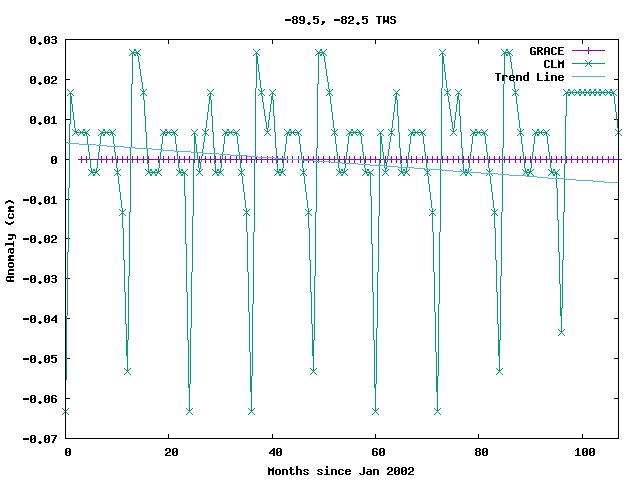 -89.5, -82.5 TWS
GRACE
CLM
Trend Line
0.03
0.02
0.01
0
-0.01
-0.02
-0.03
-0.04
-0.05
-0.06
-0.07
Anomaly (cm)
0 20 40 60 80 100
Months since Jan 2002